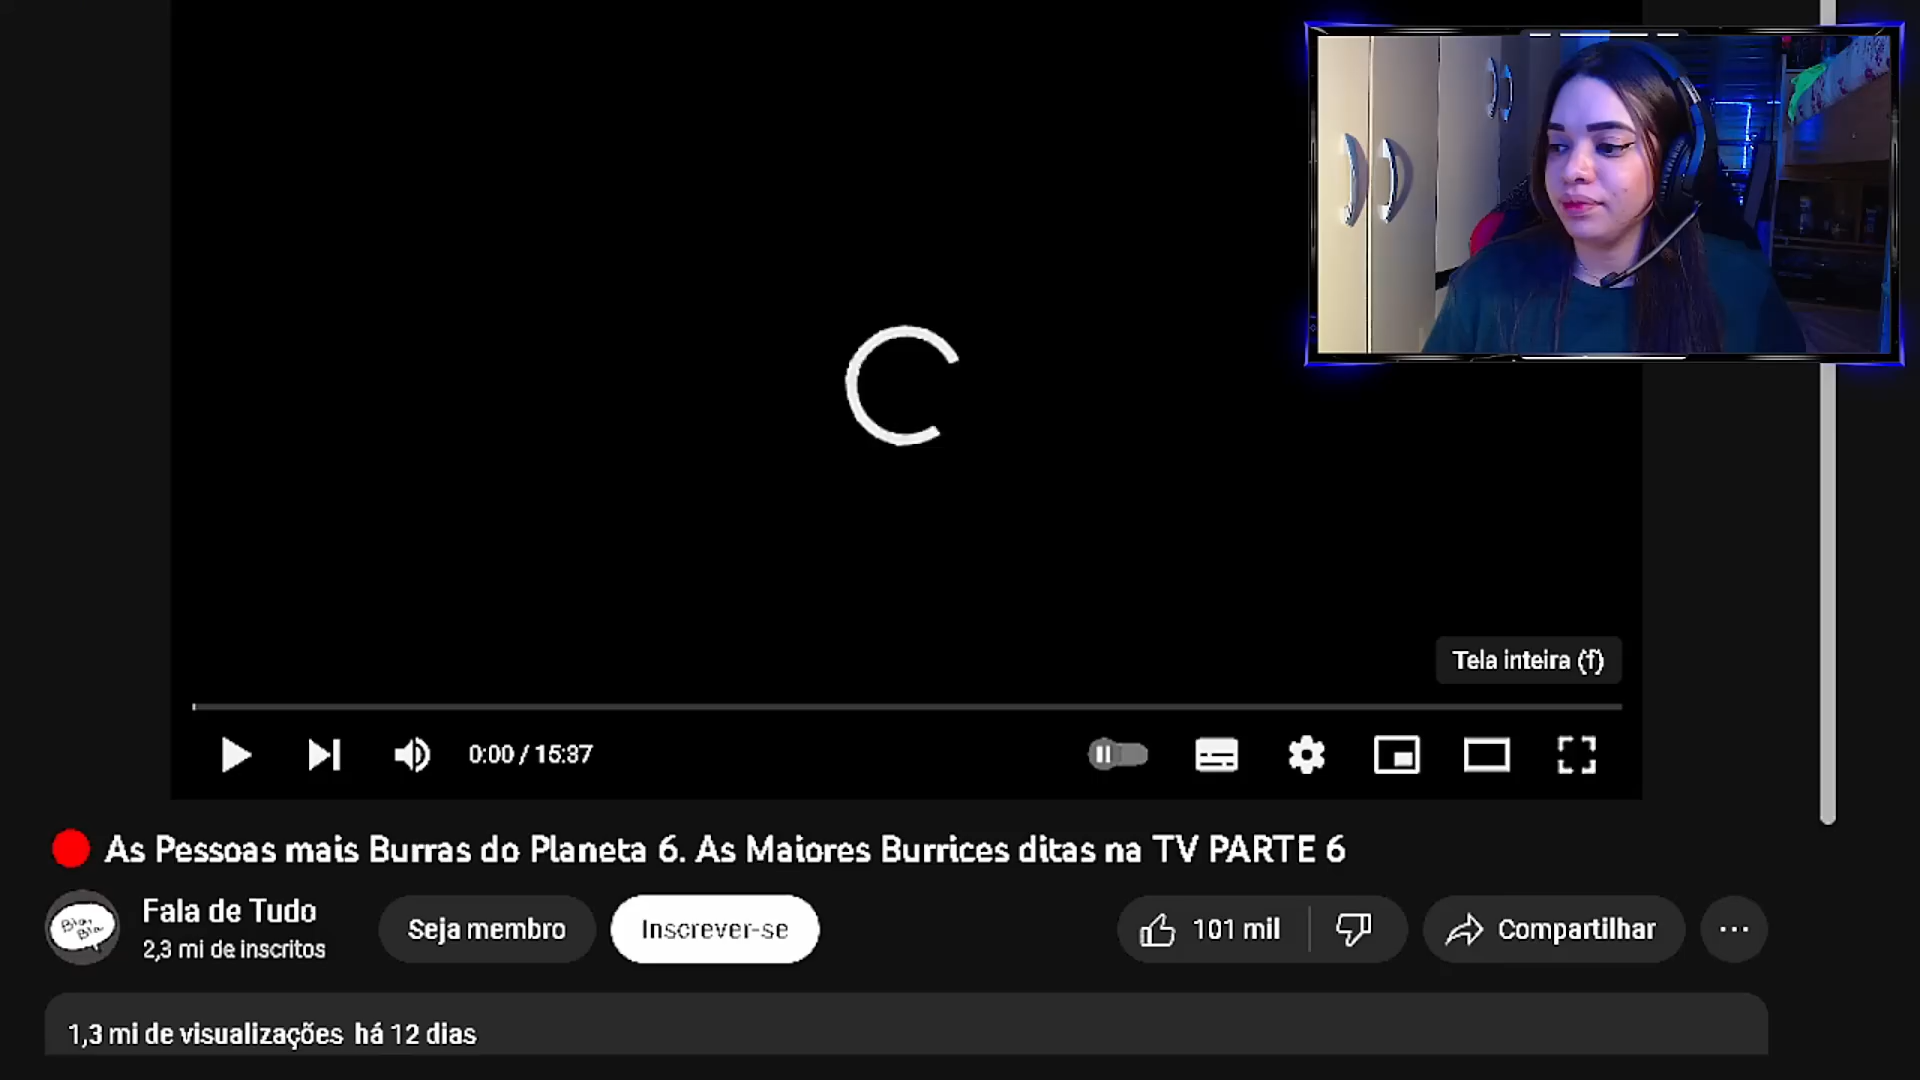 Tela inteira (f)
0:00 / 15:37
As Pessoas mais Burras do Planeta 6. As Maiores Burrices ditas na TV PARTE 6
Bla, Bla
Fala de Tudo
2,3 mi de inscritos
Seja membro
Inscrever-se
101 mil
Compartilhar
1,3 mi de visualizações há 12 dias